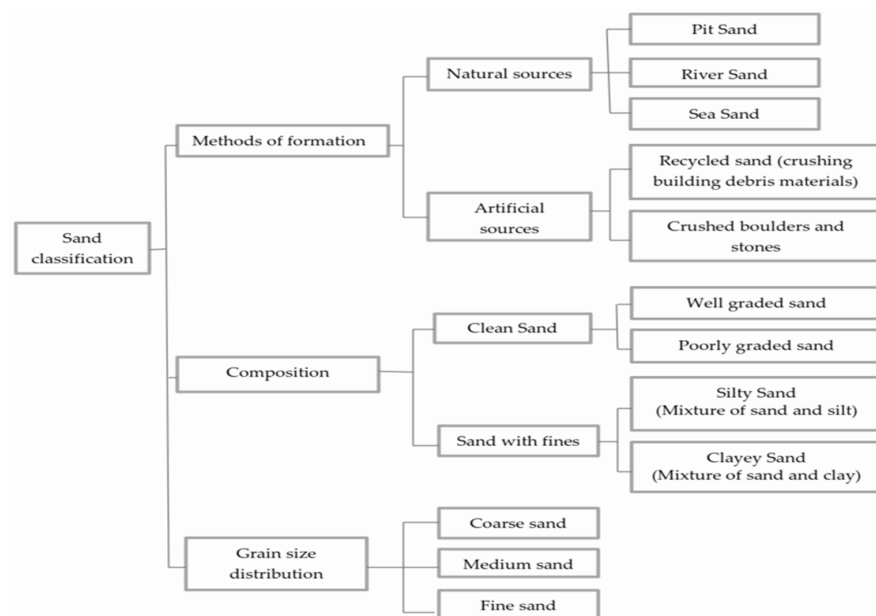 Sand
classification
Methods of formation
Natural sources
Pit Sand
River Sand
Sea Sand
Artificial
sources
Recycled sand (crushing
building debris materials)
Crushed boulders and
stones
Composition
Clean Sand
Well graded sand
Poorly graded sand
Sand with fines
Silty Sand
(Mixture of sand and silt)
Clayey Sand
(Mixture of sand and clay)
Grain size
distribution
Coarse sand
Medium sand
Fine sand